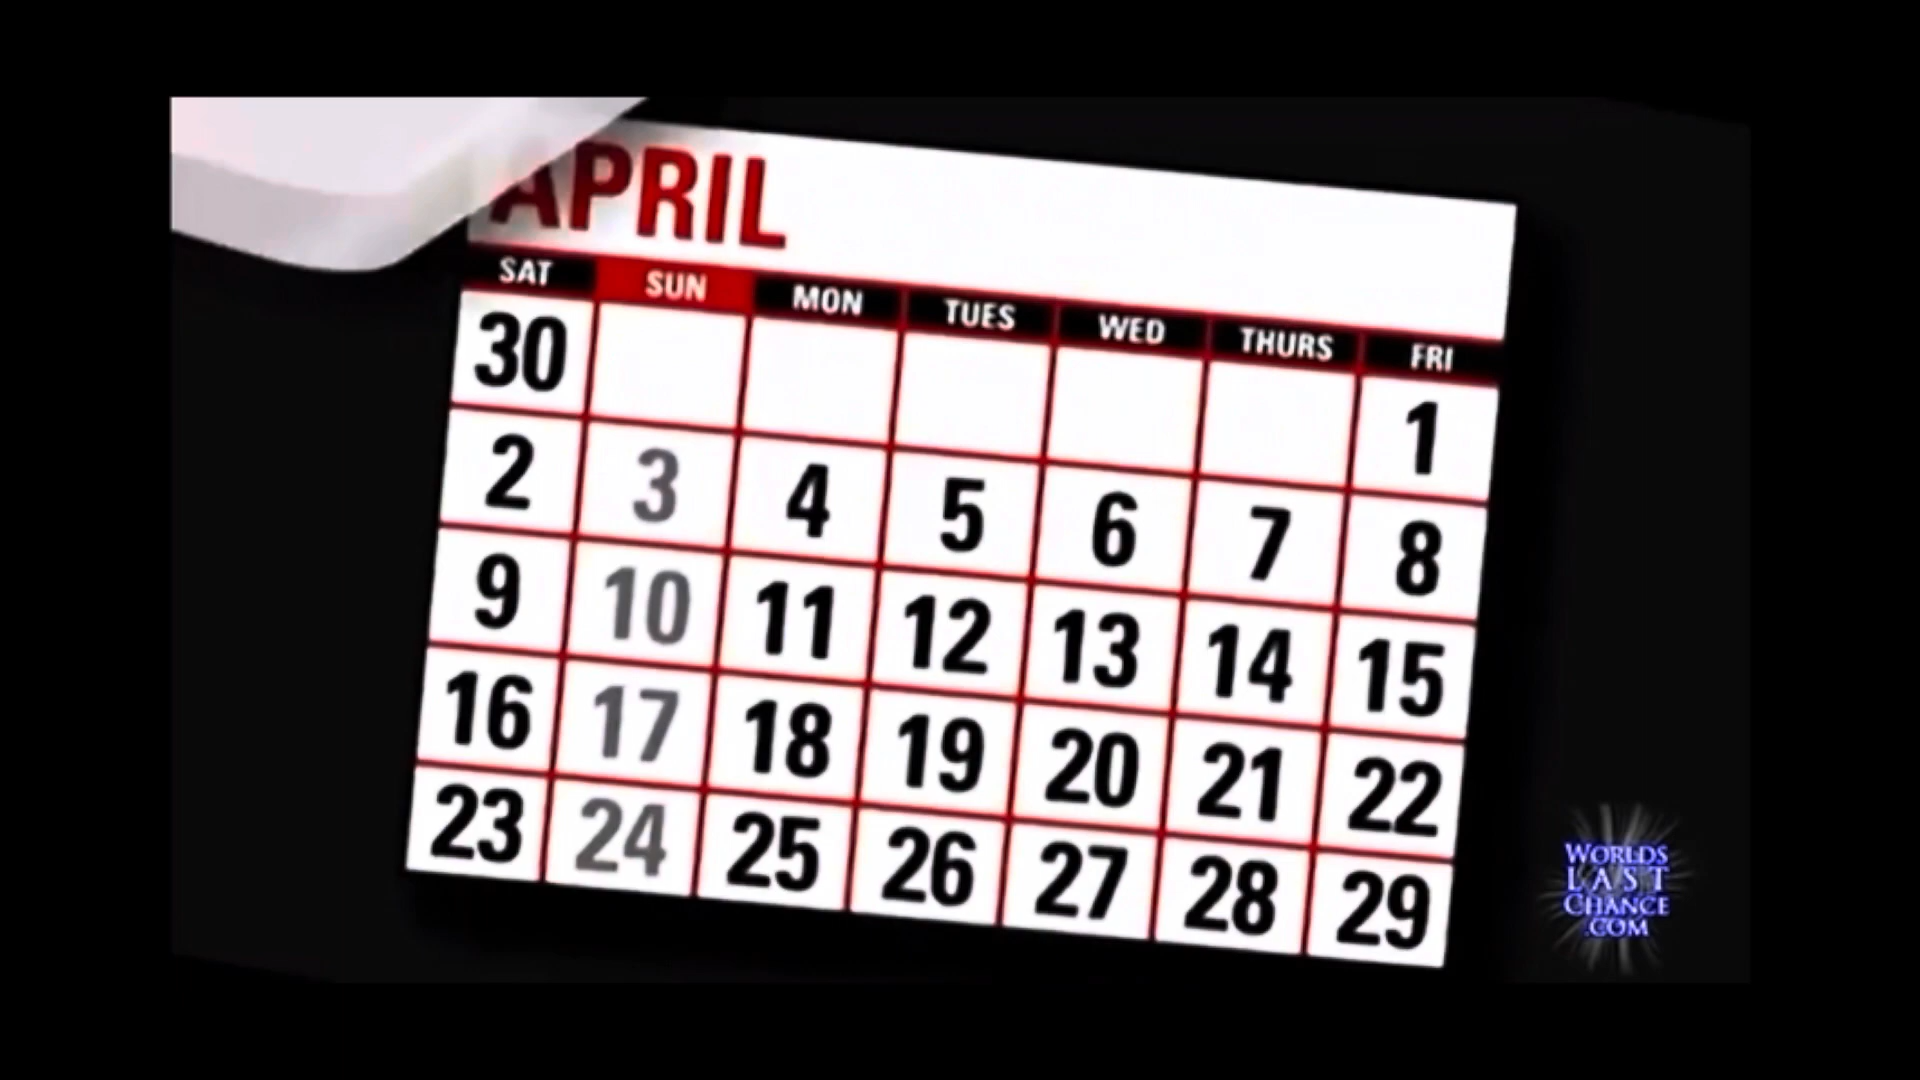 APRIL
SAT SUN MON TUES WED THURS FRI
30 1
2 3 4 5 6 7 8
9 10 11 12 13 14 15
16 17 18 19 20 21 22
23 24 25 26 27 28 29
WORLDS
LAST
CHANCE
.COM